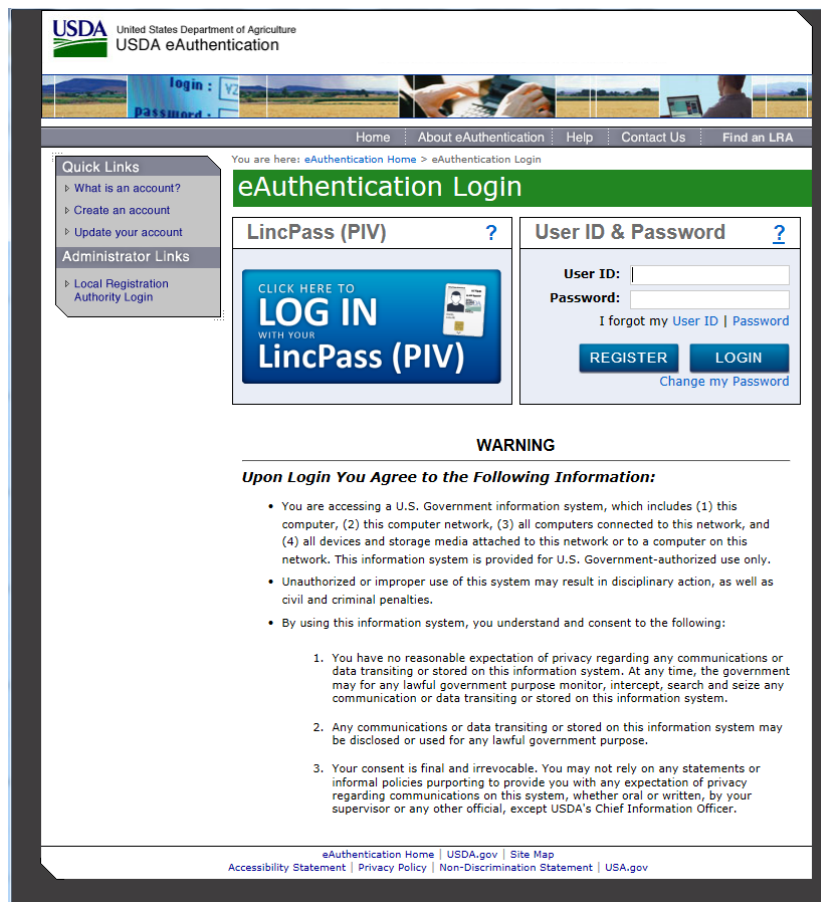 USDA
United States Department of Agriculture
USDA eAuthentication
login :
password :
Home
About eAuthentication
Help
Contact Us
Find an LRA
Quick Links
What is an account?
Create an account
Update your account
Administrator Links
Local Registration
Authority Login
You are here: eAuthentication Home > eAuthentication Login
eAuthentication Login
LincPass (PIV) ?
CLICK HERE TO
LOG IN
WITH YOUR
LincPass (PIV)
User ID & Password ?
User ID:
Password:
I forgot my User ID | Password
REGISTER LOGIN
Change my Password
WARNING
Upon Login You Agree to the Following Information:
• You are accessing a U.S. Government information system, which includes (1) this
computer, (2) this computer network, (3) all computers connected to this network, and
(4) all devices and storage media attached to this network or to a computer on this
network. This information system is provided for U.S. Government-authorized use only.
• Unauthorized or improper use of this system may result in disciplinary action, as well as
civil and criminal penalties.
• By using this information system, you understand and consent to the following:
1. You have no reasonable expectation of privacy regarding any communications or
data transiting or stored on this information system. At any time, the government
may for any lawful government purpose monitor, intercept, search and seize any
communication or data transiting or stored on this information system.
2. Any communications or data transiting or stored on this information system may
be disclosed or used for any lawful government purpose.
3. Your consent is final and irrevocable. You may not rely on any statements or
informal policies purporting to provide you with any expectation of privacy
regarding communications on this system, whether oral or written, by your
supervisor or any other official, except USDA's Chief Information Officer.
eAuthentication Home | USDA.gov | Site Map
Accessibility Statement | Privacy Policy | Non-Discrimination Statement | USA.gov